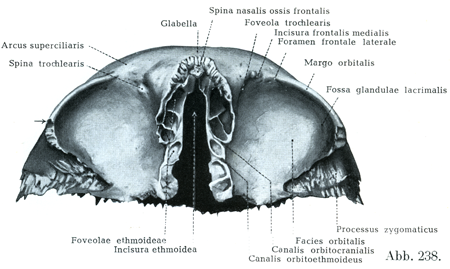 Spina nasalis ossis frontalis
Glabella
Foveola trochlearis
Incisura frontalis medialis
Foramen frontale laterale
Arcus superciliaris
Margo orbitalis
Spina trochlearis
Fossa glandulae lacrimalis
Processus zygomaticus
Foveolae ethmoideae
Facies orbitalis
Incisura ethmoidea
Canalis orbitocranialis
Canalis orbitoethmoideus
Abb. 238.